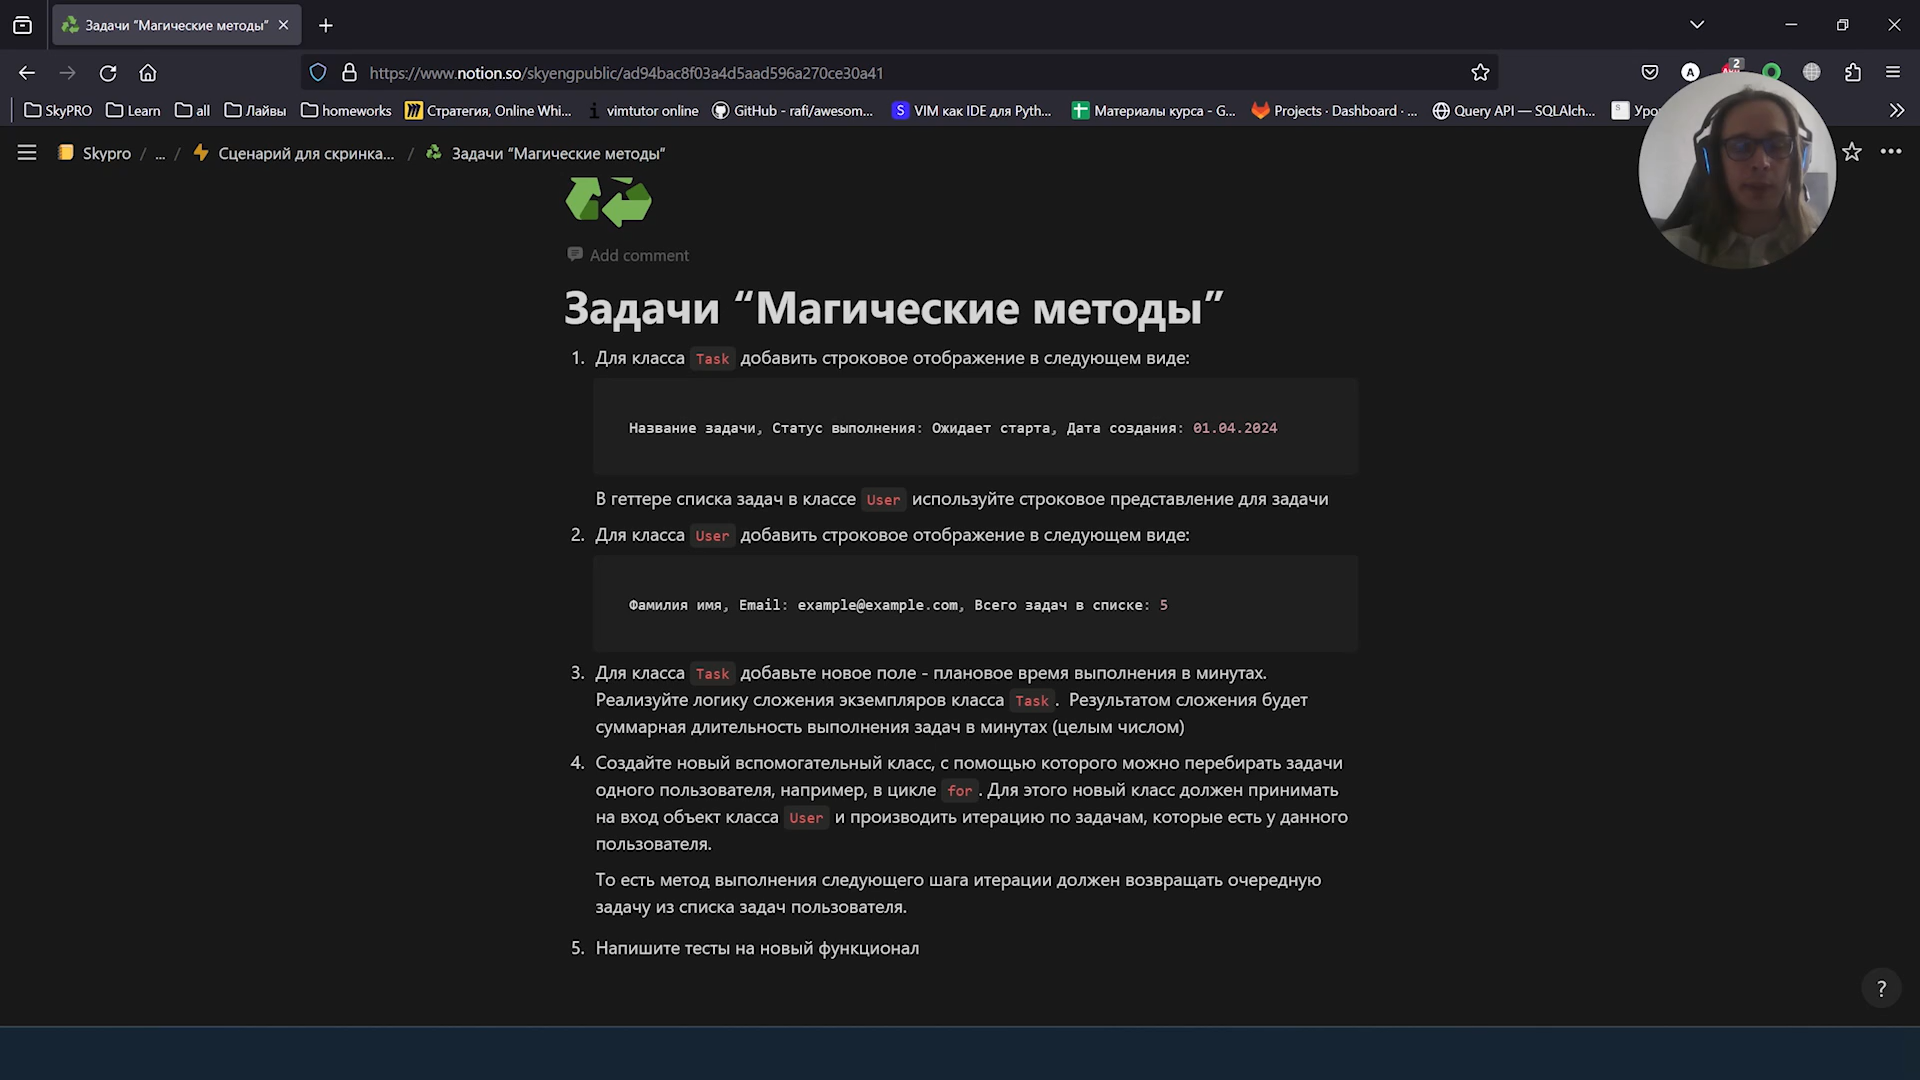 Задачи “Магические методы”
https://www.notion.so/skyengpublic/ad94bac8f03a4d5aad596a270ce30a41
A
2
SkyPRO
Learn
all
Лайвы
homeworks
Стратегия, Online Whi...
vimtutor online
GitHub - rafi/awesom...
S
VIM как IDE для Pyth...
Материалы курса - G...
Projects · Dashboard · ...
Query API — SQLAlch...
Skypro / ... / Сценарий для скринка... / Задачи “Магические методы”
Add comment
Задачи “Магические методы”
1. Для класса Task добавить строковое отображение в следующем виде:
Название задачи, Статус выполнения: Ожидает старта, Дата создания: 01.04.2024
В геттере списка задач в классе User используйте строковое представление для задачи
2. Для класса User добавить строковое отображение в следующем виде:
Фамилия имя, Email: example@example.com, Всего задач в списке: 5
3. Для класса Task добавьте новое поле - плановое время выполнения в минутах.
Реализуйте логику сложения экземпляров класса Task. Результатом сложения будет
суммарная длительность выполнения задач в минутах (целым числом)
4. Создайте новый вспомогательный класс, с помощью которого можно перебирать задачи
одного пользователя, например, в цикле for. Для этого новый класс должен принимать
на вход объект класса User и производить итерацию по задачам, которые есть у данного
пользователя.
То есть метод выполнения следующего шага итерации должен возвращать очередную
задачу из списка задач пользователя.
5. Напишите тесты на новый функционал
?